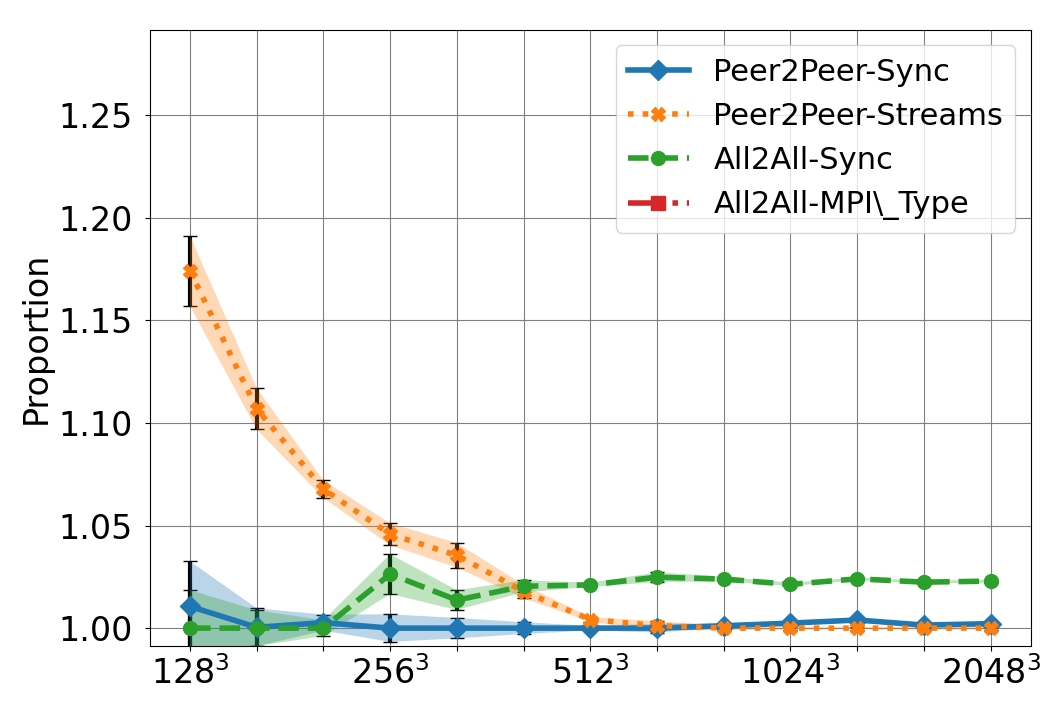 Peer2Peer-Sync
Peer2Peer-Streams
All2All-Sync
All2All-MPI\_Type
Proportion
1.25
1.20
1.15
1.10
1.05
1.00
128³
256³
512³
1024³
2048³